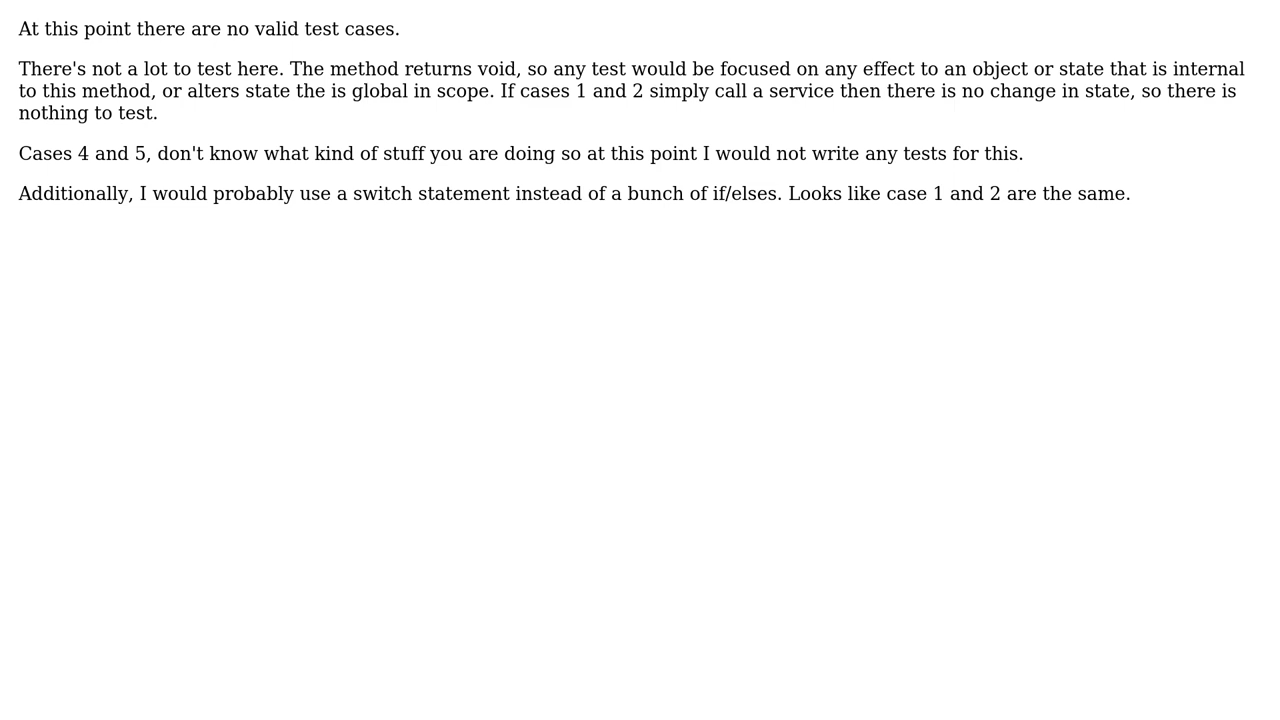 At this point there are no valid test cases.
There's not a lot to test here. The method returns void, so any test would be focused on any effect to an object or state that is internal
to this method, or alters state the is global in scope. If cases 1 and 2 simply call a service then there is no change in state, so there is
nothing to test.
Cases 4 and 5, don't know what kind of stuff you are doing so at this point I would not write any tests for this.
Additionally, I would probably use a switch statement instead of a bunch of if/elses. Looks like case 1 and 2 are the same.